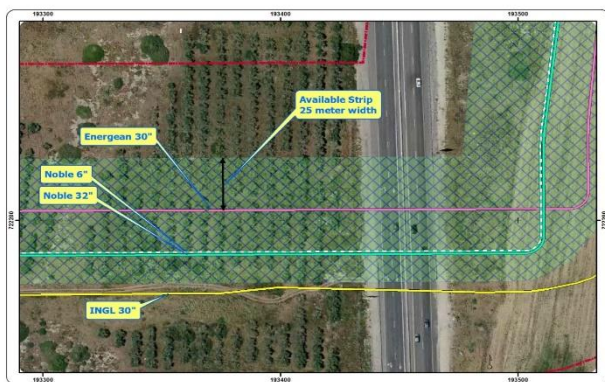 193300
193400
193500
Available Strip
25 meter width
Energean 30"
Noble 6"
Noble 32"
INGL 30"
193300
193400
193500